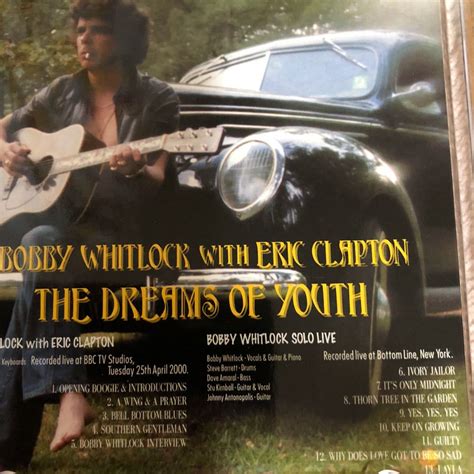 BOBBY WHITLOCK WITH ERIC CLAPTON
THE DREAMS OF YOUTH
LOCK with ERIC CLAPTON
Keyboards Recorded live at BBC TV Studios,
Tuesday 25th April 2000.
1. OPENING BOOGIE & INTRODUCTIONS
2. A WING & A PRAYER
3. BELL BOTTOM BLUES
4. SOUTHERN GENTLEMAN
5. BOBBY WHITLOCK INTERVIEW
BOBBY WHITLOCK SOLO LIVE
Bobby Whitlock - Vocals & Guitar & Piano
Steve Barrett - Drums
Dave Amaral - Bass
Stu Kimball - Guitar & Vocal
Johnny Antonopolis - Guitar
Recorded live at Bottom Line, New York.
6. IVORY JAILOR
7. IT'S ONLY MIDNIGHT
8. THORN TREE IN THE GARDEN
9. YES, YES, YES
10. KEEP ON GROWING
11. GUILTY
12. WHY DOES LOVE GOT TO BE SO SAD
13. LAYLA